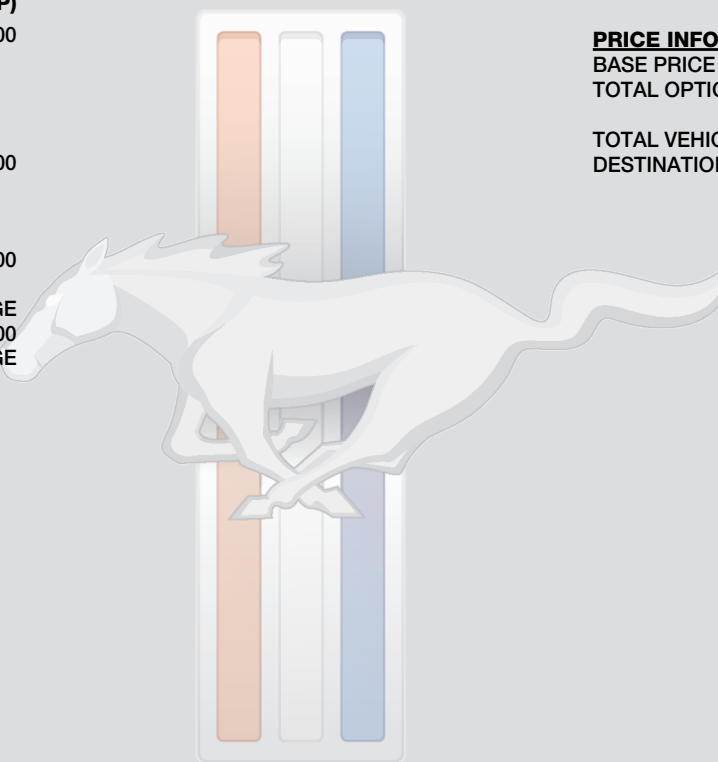 P)
00
00
00
GE
00
GE
PRICE INFO
BASE PRICE
TOTAL OPTIO
TOTAL VEHIC
DESTINATION